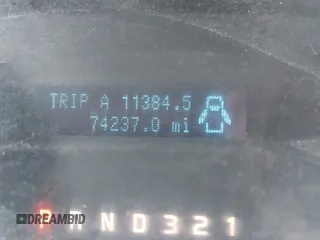 TRIP A 11384.5
74237.0 mi
P R N D 3 2 1
DREAMBID